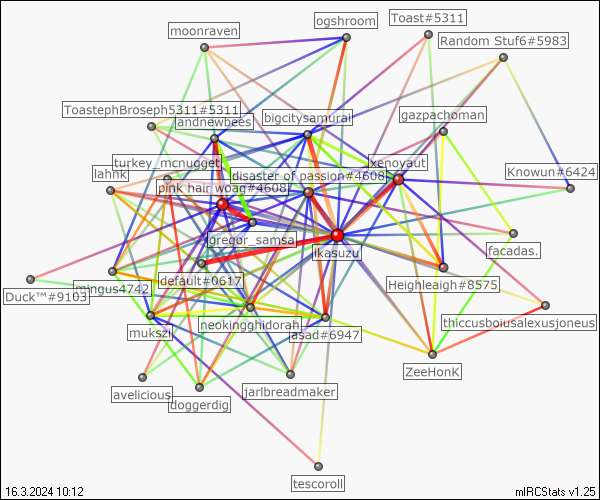 ogshroom
Toast#5311
moonraven
Random Stuf6#5983
ToastephBroseph5311#5311
andnewbees
bigcitysamurai
gazpachoman
turkey_mcnugget
xenovaut
lahnk
disaster of passion#4608
Knowun#6424
pink hair woag#4608
gregor_samsa
ikasuzu
facadas.
default#0617
Duck™#9103
mingus4742
Heighleaigh#8575
mukszii
neokingghidorah
asad#6947
thiccusboiusalexusjoneus
ZeeHonK
avelicious
doggerdig
jarlbreadmaker
tescoroll
16.3.2024 10:12
mIRCStats v1.25